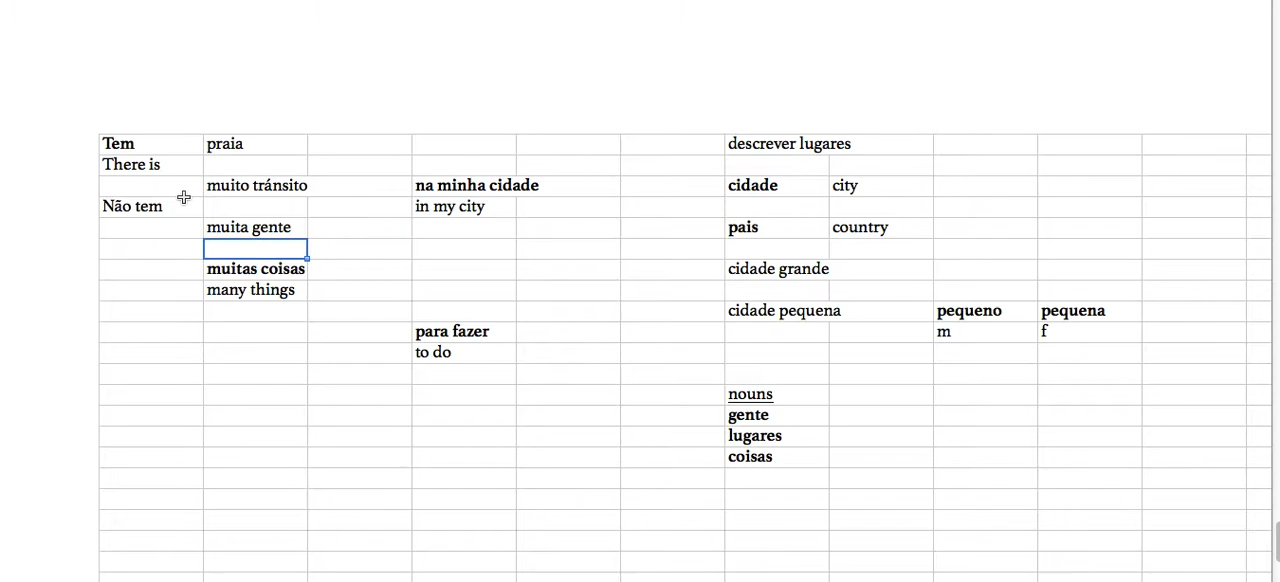 Tem praia descrever lugares
There is
muito tránsito na minha cidade cidade city
Não tem in my city
muita gente pais country
muitas coisas cidade grande
many things
cidade pequena pequeno pequena
para fazer m f
to do
nouns
gente
lugares
coisas